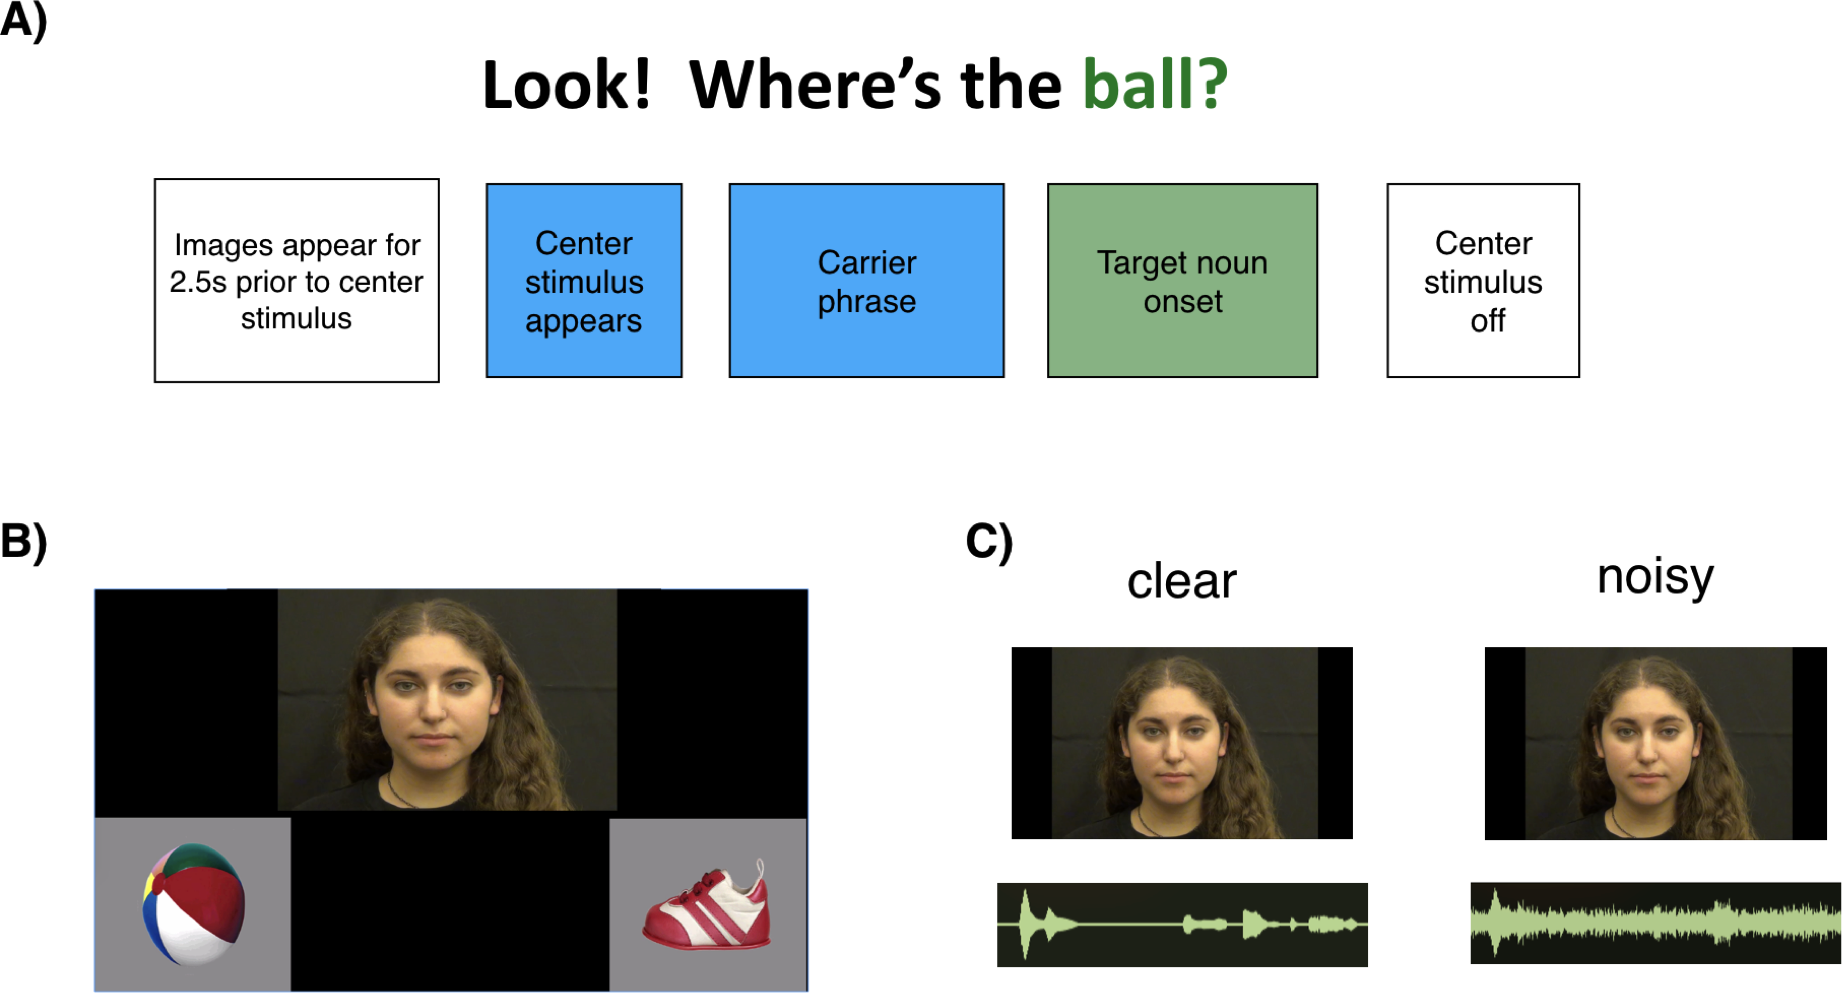 A)
Look! Where's the ball?
Images appear for
2.5s prior to center
stimulus
Center
stimulus
appears
Carrier
phrase
Target noun
onset
Center
stimulus
off
B)
C)
clear
noisy